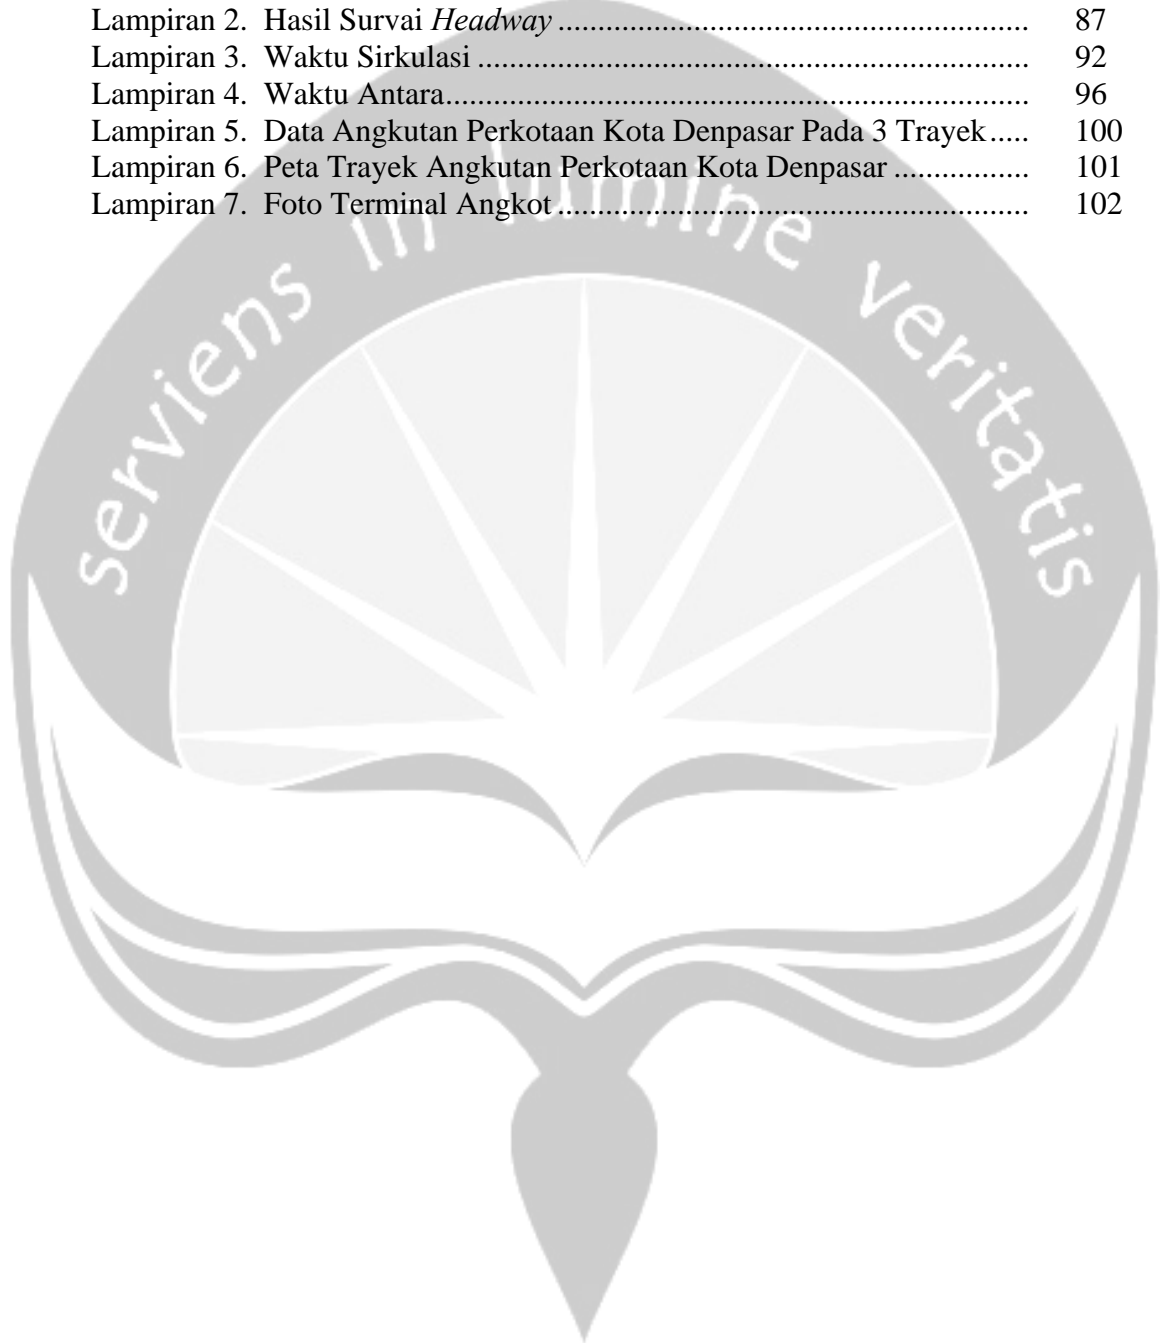 Lampiran 2. Hasil Survai Headway ........................................................ 87
Lampiran 3. Waktu Sirkulasi .................................................................. 92
Lampiran 4. Waktu Antara...................................................................... 96
Lampiran 5. Data Angkutan Perkotaan Kota Denpasar Pada 3 Trayek..... 100
Lampiran 6. Peta Trayek Angkutan Perkotaan Kota Denpasar ................ 101
Lampiran 7. Foto Terminal Angkot ........................................................ 102
serviens in lumine veritatis